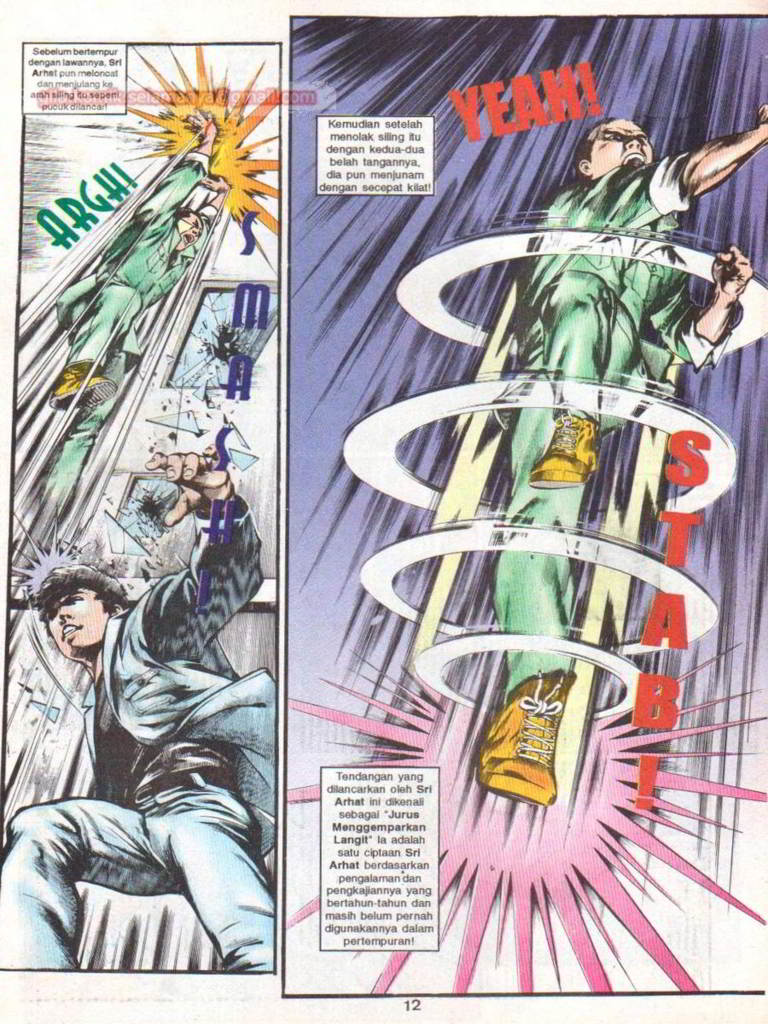 Sebelum bertempur
dengan lawannya, Sri
Arhat pun meloncat
dan menjulang ke
arah siling itu seperti
pucuk dilancar!
ARGH!
SMASH!
Kemudian setelah
menolak siling itu
dengan kedua-dua
belah tangannya,
dia pun menjunam
dengan secepat kilat!
YEAH!
STAB!
Tendangan yang
dilancarkan oleh Sri
Arhat ini dikenali
sebagai "Jurus
Menggemparkan
Langit" Ia adalah
satu ciptaan Sri
Arhat berdasarkan
pengalaman dan
pengkajiannya yang
bertahun-tahun dan
masih belum pernah
digunakannya dalam
pertempuran!
12